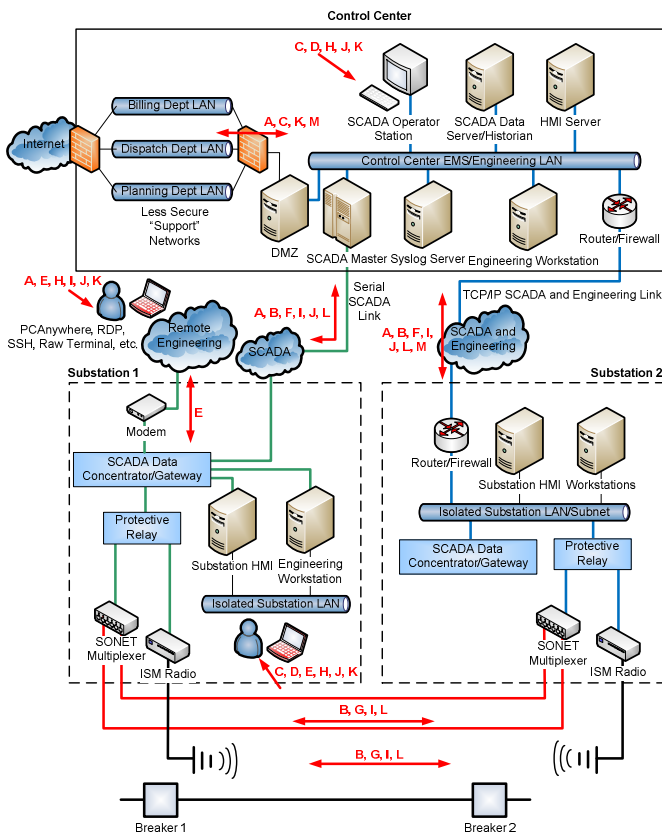 Control Center
C, D, H, J, K
Billing Dept LAN
Internet
Dispatch Dept LAN
A, C, K, M
Planning Dept LAN
Less Secure
“Support”
Networks
SCADA Operator
Station
SCADA Data
Server/Historian
HMI Server
Control Center EMS/Engineering LAN
DMZ
SCADA Master
Syslog Server
Engineering Workstation
Router/Firewall
A, E, H, I, J, K
PCAnywhere, RDP,
SSH, Raw Terminal, etc.
Remote
Engineering
A, B, F, I, J, L
Serial
SCADA
Link
SCADA
TCP/IP SCADA and Engineering Link
A, B, F, I,
J, L, M
SCADA and
Engineering
Substation 1
Modem
E
SCADA Data
Concentrator/Gateway
Protective
Relay
Substation HMI
Engineering
Workstation
Isolated Substation LAN
SONET
Multiplexer
ISM Radio
C, D, E, H, J, K
Substation 2
Router/Firewall
Substation HMI
Workstations
Isolated Substation LAN/Subnet
SCADA Data
Concentrator/Gateway
Protective
Relay
SONET
Multiplexer
ISM Radio
B, G, I, L
B, G, I, L
Breaker 1
Breaker 2